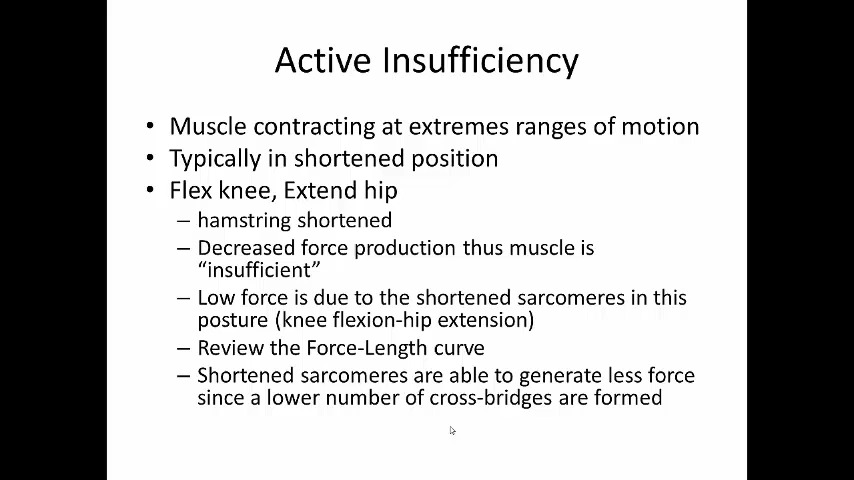 Active Insufficiency
• Muscle contracting at extremes ranges of motion
• Typically in shortened position
• Flex knee, Extend hip
– hamstring shortened
– Decreased force production thus muscle is
“insufficient”
– Low force is due to the shortened sarcomeres in this
posture (knee flexion-hip extension)
– Review the Force-Length curve
– Shortened sarcomeres are able to generate less force
since a lower number of cross-bridges are formed